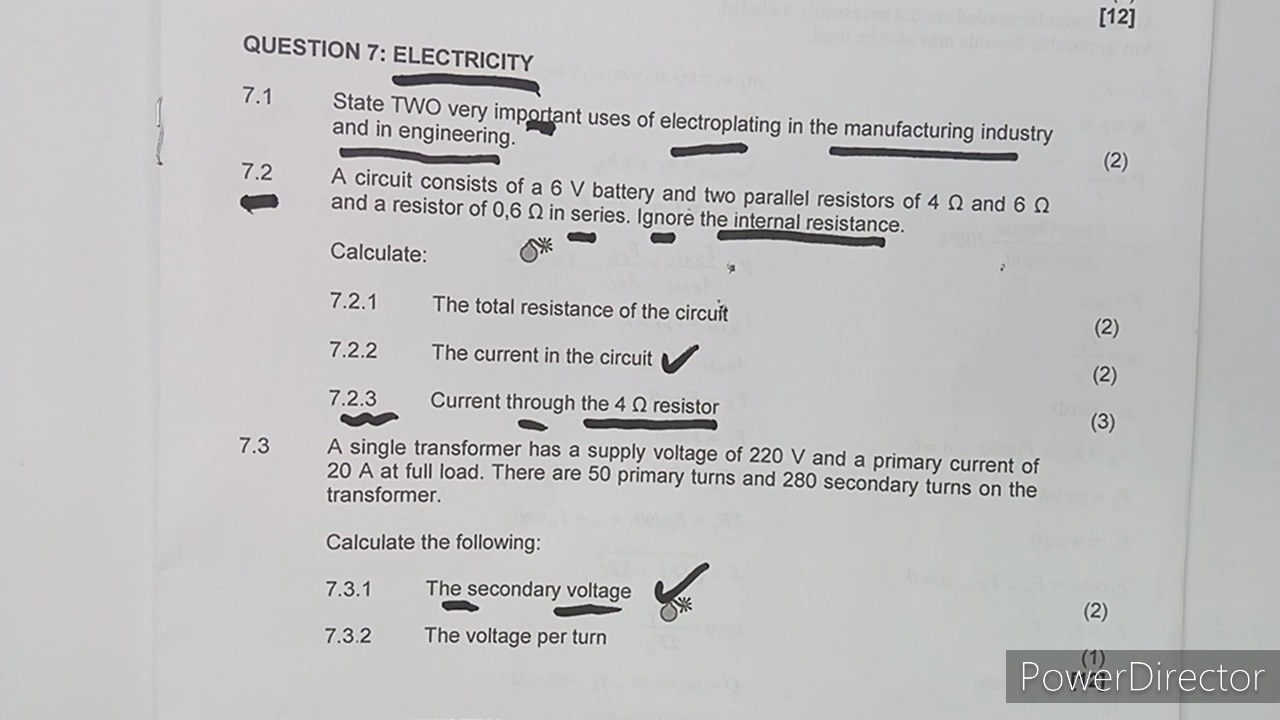 [12]
QUESTION 7: ELECTRICITY
7.1 State TWO very important uses of electroplating in the manufacturing industry
and in engineering. (2)
7.2 A circuit consists of a 6 V battery and two parallel resistors of 4 Ω and 6 Ω
and a resistor of 0,6 Ω in series. Ignore the internal resistance.
Calculate:
7.2.1 The total resistance of the circuit (2)
7.2.2 The current in the circuit (2)
7.2.3 Current through the 4 Ω resistor (3)
7.3 A single transformer has a supply voltage of 220 V and a primary current of
20 A at full load. There are 50 primary turns and 280 secondary turns on the
transformer.
Calculate the following:
7.3.1 The secondary voltage (2)
7.3.2 The voltage per turn (1)
PowerDirector